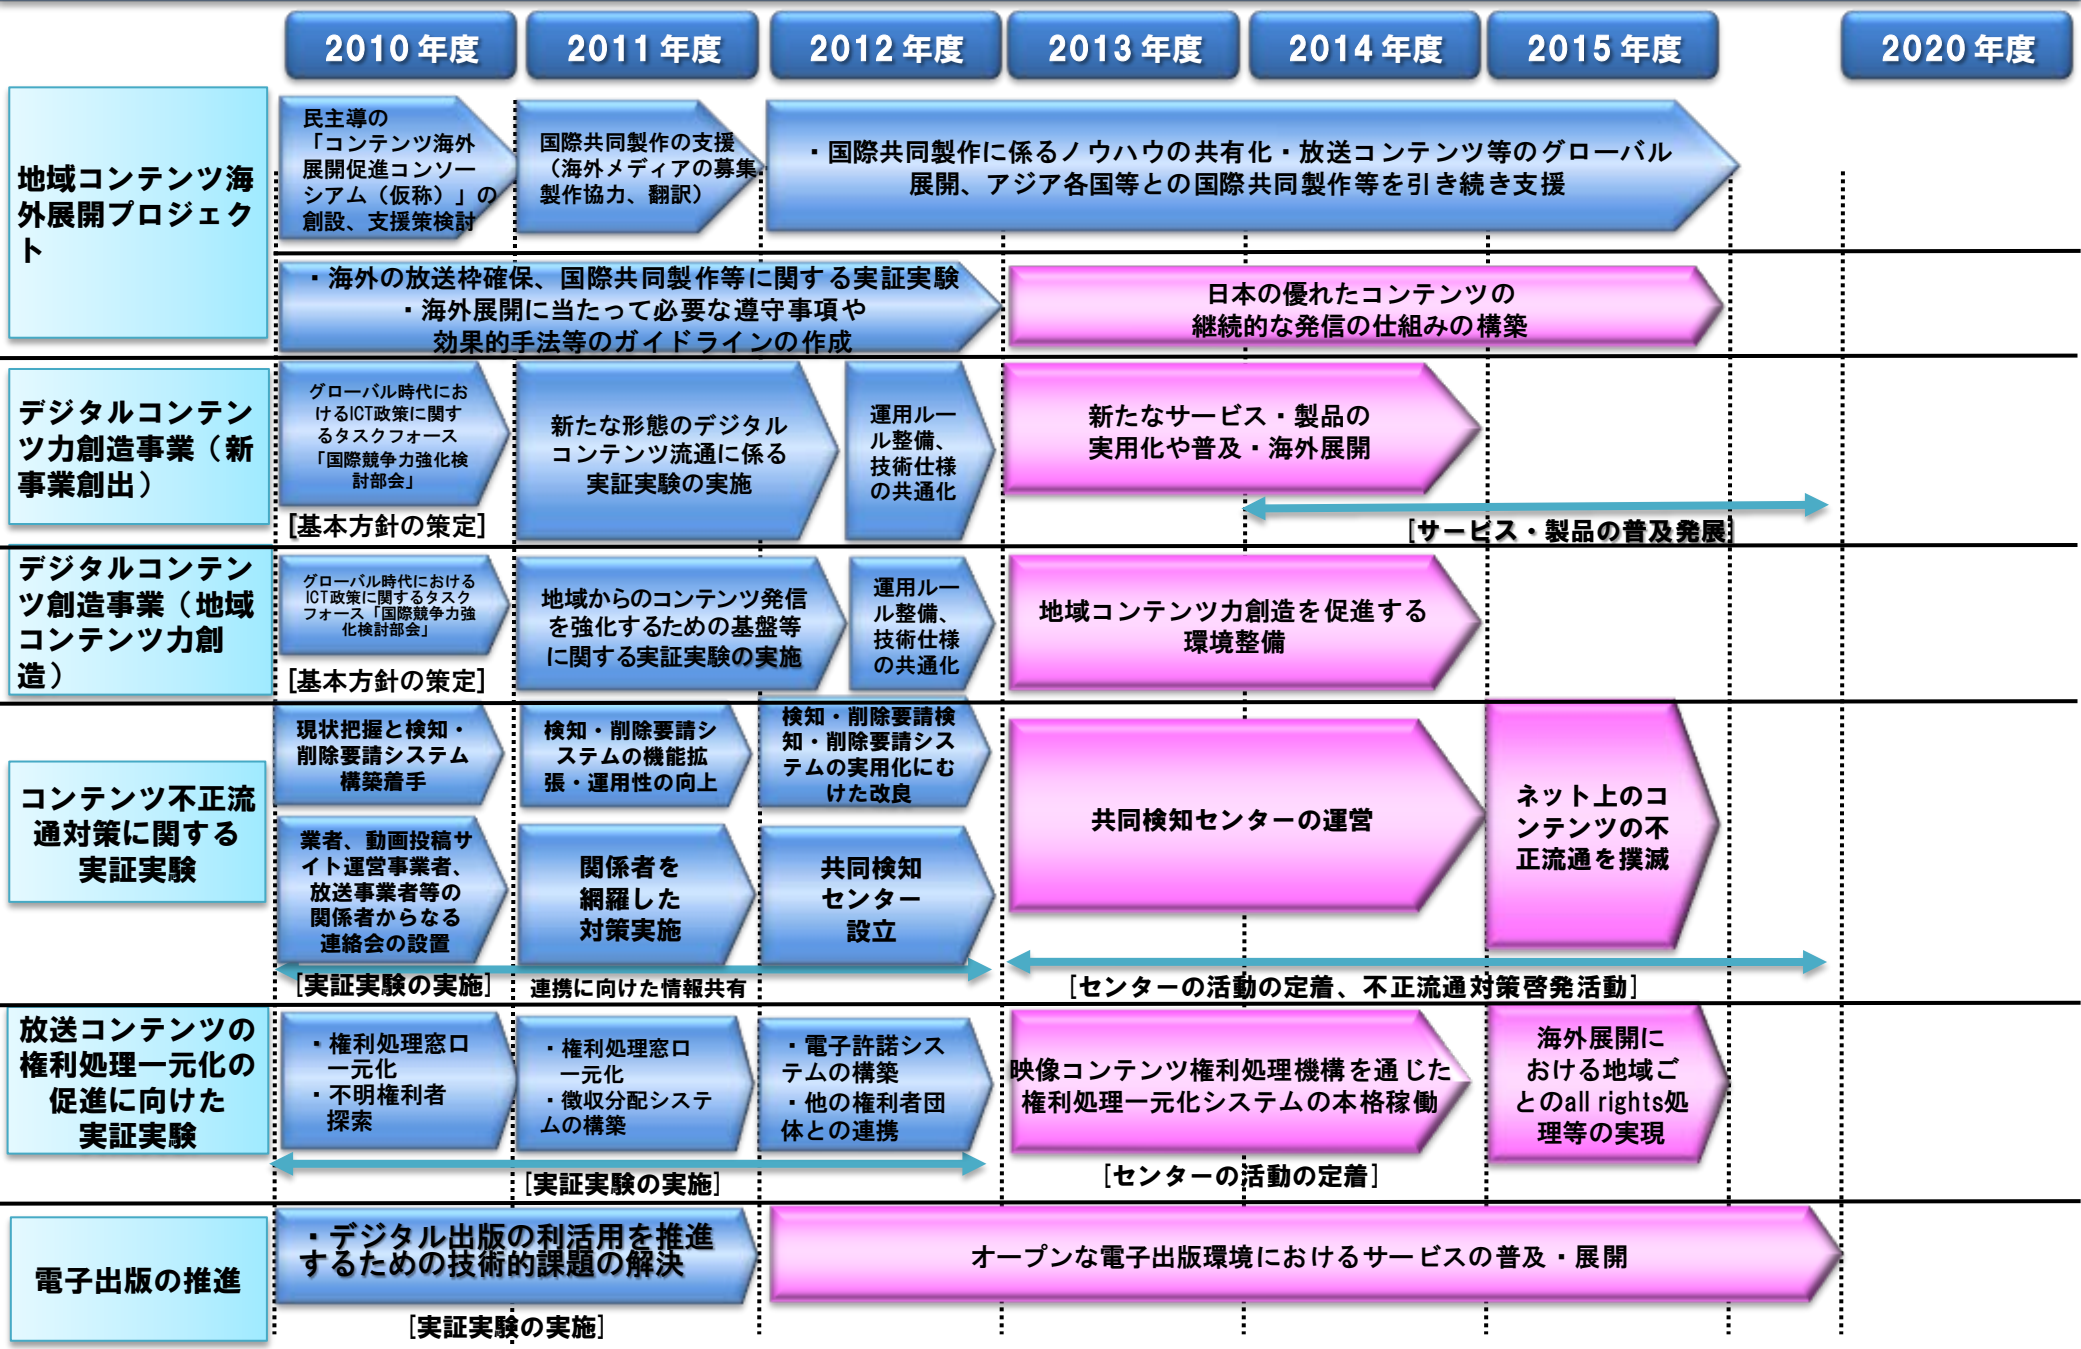 2010年度
2011年度
2012年度
2013年度
2014年度
2015年度
2020年度
地域コンテンツ海
外展開プロジェク
ト
民主導の
「コンテンツ海外
展開促進コンソー
シアム（仮称）」の
創設、支援策検討
国際共同製作の支援
（海外メディアの募集
製作協力、翻訳）
・国際共同製作に係るノウハウの共有化・放送コンテンツ等のグローバル
展開、アジア各国等との国際共同製作等を引き続き支援
・海外の放送枠確保、国際共同製作等に関する実証実験
・海外展開に当たって必要な遵守事項や
効果的手法等のガイドラインの作成
日本の優れたコンテンツの
継続的な発信の仕組みの構築
デジタルコンテン
ツ力創造事業（新
事業創出）
グローバル時代にお
けるICT政策に関す
るタスクフォース
「国際競争力強化検
討部会」
[基本方針の策定]
新たな形態のデジタル
コンテンツ流通に係る
実証実験の実施
運用ルー
ル整備、
技術仕様
の共通化
新たなサービス・製品の
実用化や普及・海外展開
[サービス・製品の普及発展]
デジタルコンテン
ツ創造事業（地域
コンテンツ力創
造）
グローバル時代における
ICT政策に関するタスク
フォース「国際競争力強
化検討部会」
[基本方針の策定]
地域からのコンテンツ発信
を強化するための基盤等
に関する実証実験の実施
運用ルー
ル整備、
技術仕様
の共通化
地域コンテンツ力創造を促進する
環境整備
コンテンツ不正流
通対策に関する
実証実験
現状把握と検知・
削除要請システム
構築着手
検知・削除要請シ
ステムの機能拡
張・運用性の向上
検知・削除要請検
知・削除要請シス
テムの実用化にむ
けた改良
業者、動画投稿サ
イト運営事業者、
放送事業者等の
関係者からなる
連絡会の設置
関係者を
網羅した
対策実施
共同検知
センター
設立
共同検知センターの運営
ネット上のコ
ンテンツの不
正流通を撲滅
[実証実験の実施]
連携に向けた情報共有
[センターの活動の定着、不正流通対策啓発活動]
放送コンテンツの
権利処理一元化の
促進に向けた
実証実験
・権利処理窓口
一元化
・不明権利者
探索
・権利処理窓口
一元化
・徴収分配システ
ムの構築
・電子許諾シス
テムの構築
・他の権利者団
体との連携
映像コンテンツ権利処理機構を通じた
権利処理一元化システムの本格稼働
海外展開に
おける地域ご
とのall rights処
理等の実現
[実証実験の実施]
[センターの活動の定着]
電子出版の推進
・デジタル出版の利活用を推進
するための技術的課題の解決
オープンな電子出版環境におけるサービスの普及・展開
[実証実験の実施]